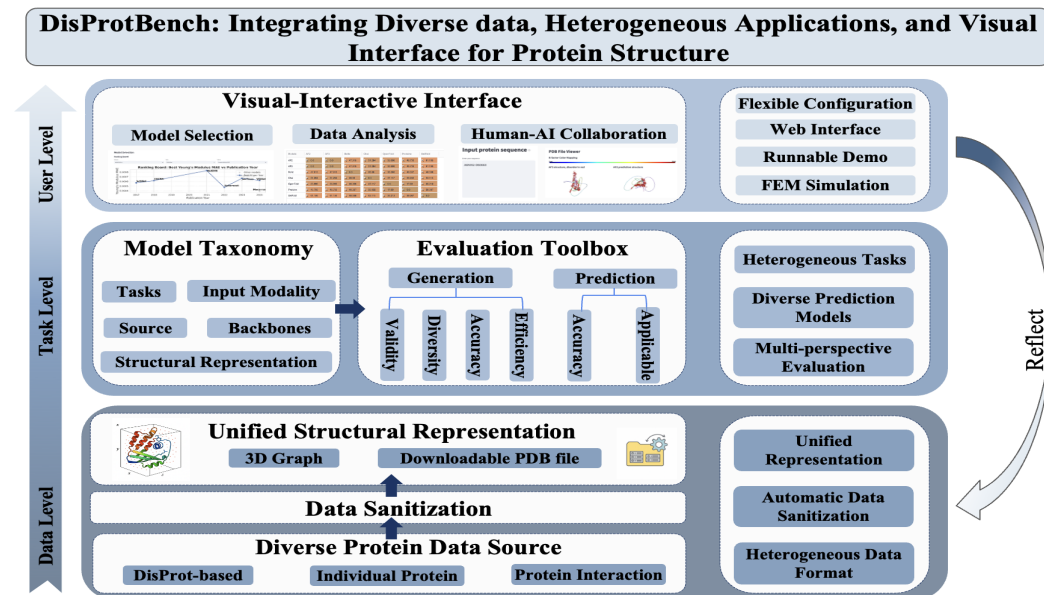 DisProtBench: Integrating Diverse data, Heterogeneous Applications, and Visual
Interface for Protein Structure
User Level
Visual-Interactive Interface
Model Selection
Data Analysis
Human-AI Collaboration
Input protein sequence
PDB File Viewer
Flexible Configuration
Web Interface
Runnable Demo
FEM Simulation
Task Level
Model Taxonomy
Tasks
Input Modality
Source
Backbones
Structural Representation
Evaluation Toolbox
Generation
Prediction
Validity
Diversity
Accuracy
Efficiency
Accuracy
Applicable
Heterogeneous Tasks
Diverse Prediction
Models
Multi-perspective
Evaluation
Reflect
Data Level
Unified Structural Representation
3D Graph
Downloadable PDB file
Data Sanitization
Diverse Protein Data Source
DisProt-based
Individual Protein
Protein Interaction
Unified
Representation
Automatic Data
Sanitization
Heterogeneous Data
Format